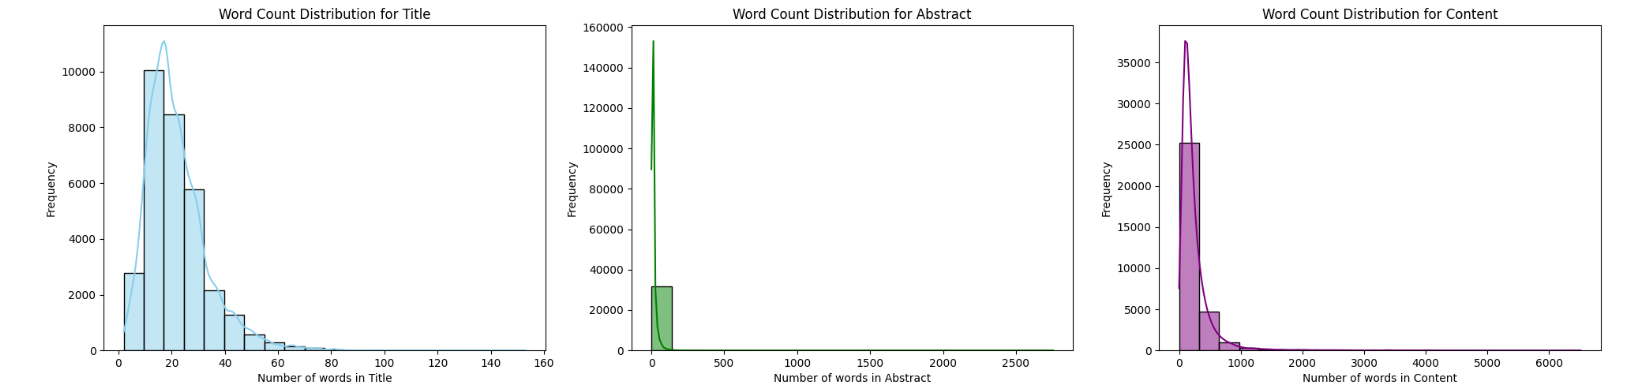 Word Count Distribution for Title
Frequency
10000
8000
6000
4000
2000
0
0 20 40 60 80 100 120 140 160
Number of words in Title
Word Count Distribution for Abstract
Frequency
160000
140000
120000
100000
80000
60000
40000
20000
0
0 500 1000 1500 2000 2500
Number of words in Abstract
Word Count Distribution for Content
Frequency
35000
30000
25000
20000
15000
10000
5000
0
0 1000 2000 3000 4000 5000 6000
Number of words in Content